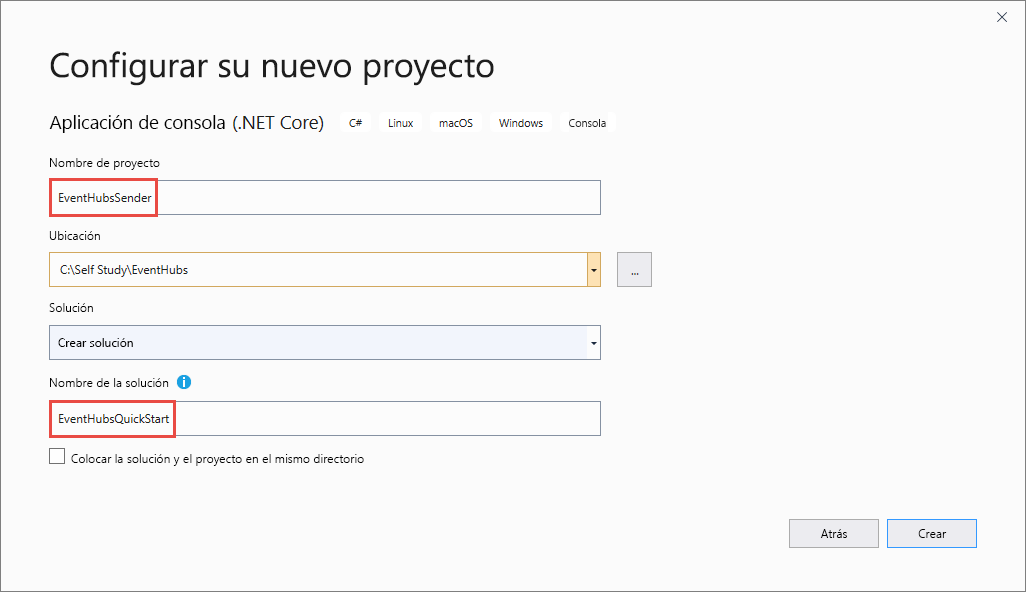 Configurar su nuevo proyecto
Aplicación de consola (.NET Core) C# Linux macOS Windows Consola
Nombre de proyecto
EventHubsSender
Ubicación
C:\Self Study\EventHubs
...
Solución
Crear solución
Nombre de la solución
EventHubsQuickStart
Colocar la solución y el proyecto en el mismo directorio
Atrás Crear